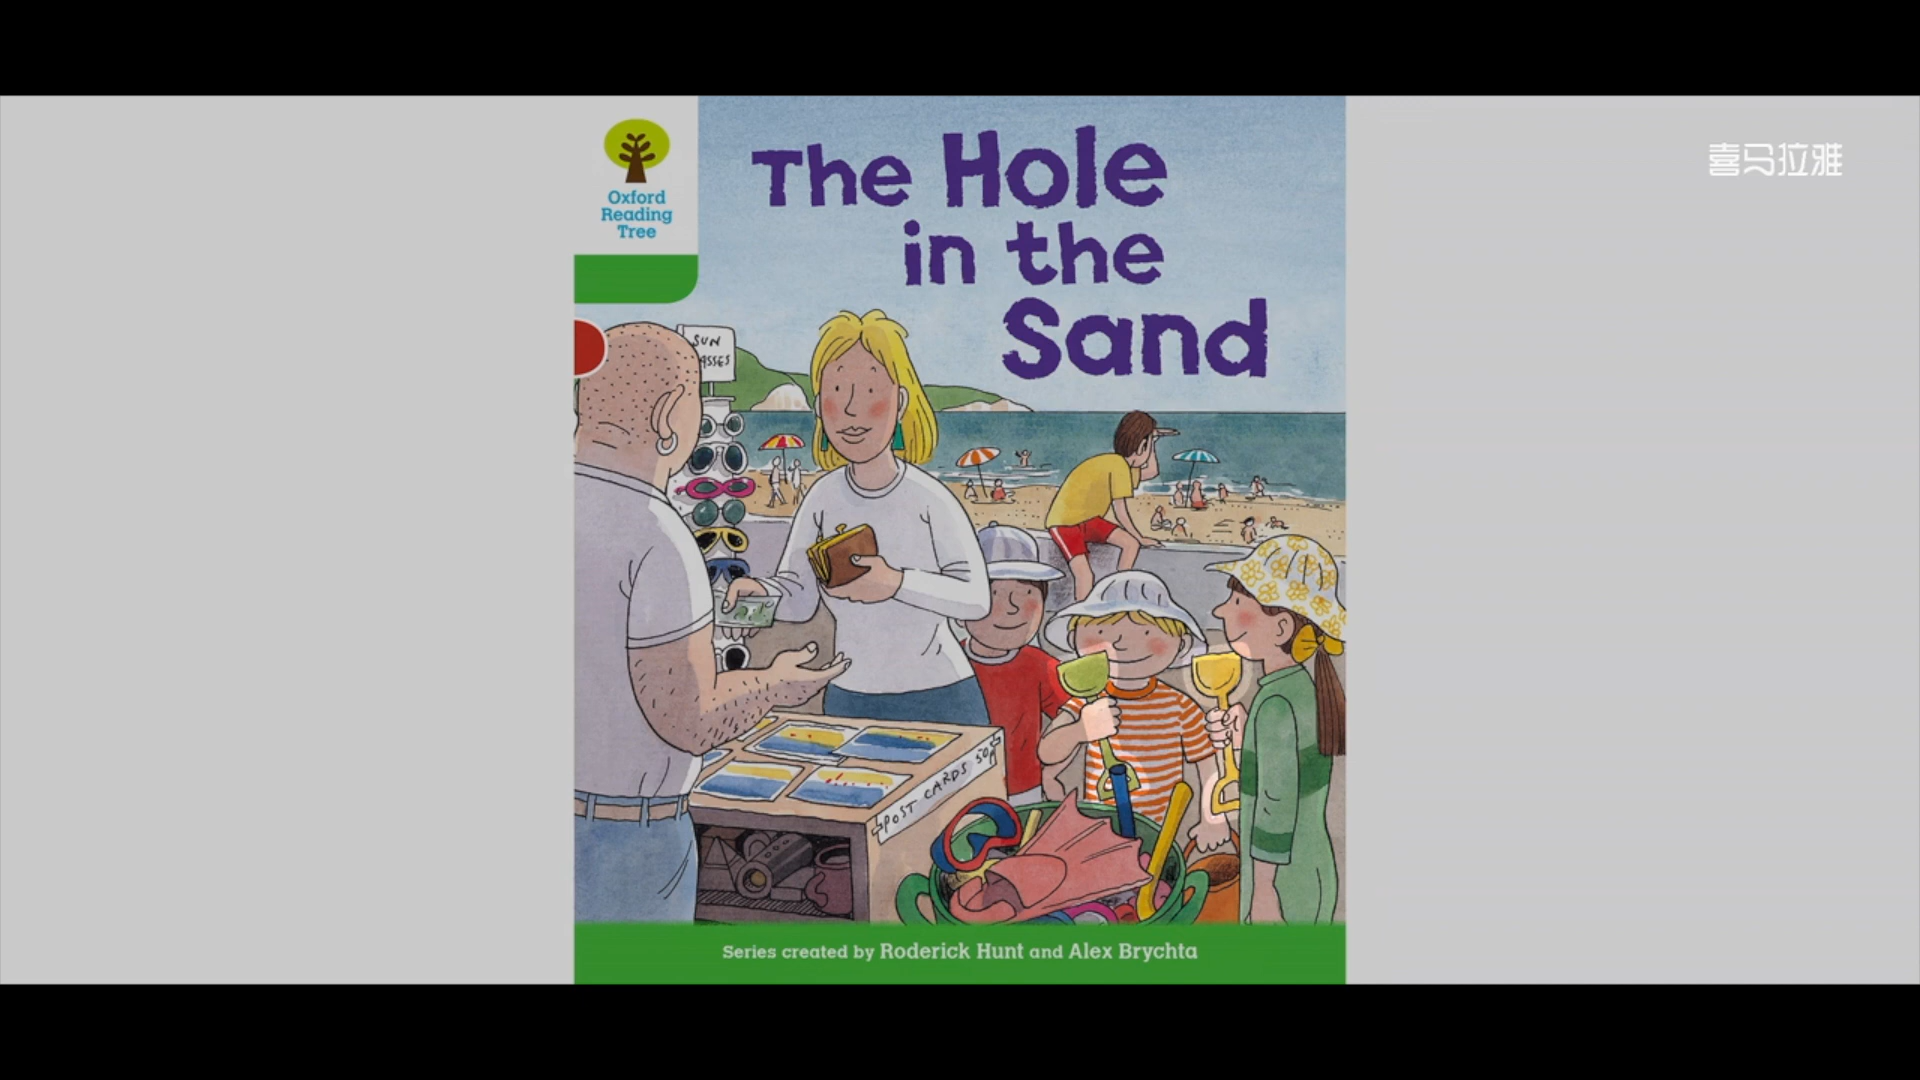 Oxford
Reading
Tree
The Hole
in the
Sand
喜马拉雅
SUN
POST CARDS 50p
Series created by Roderick Hunt and Alex Brychta